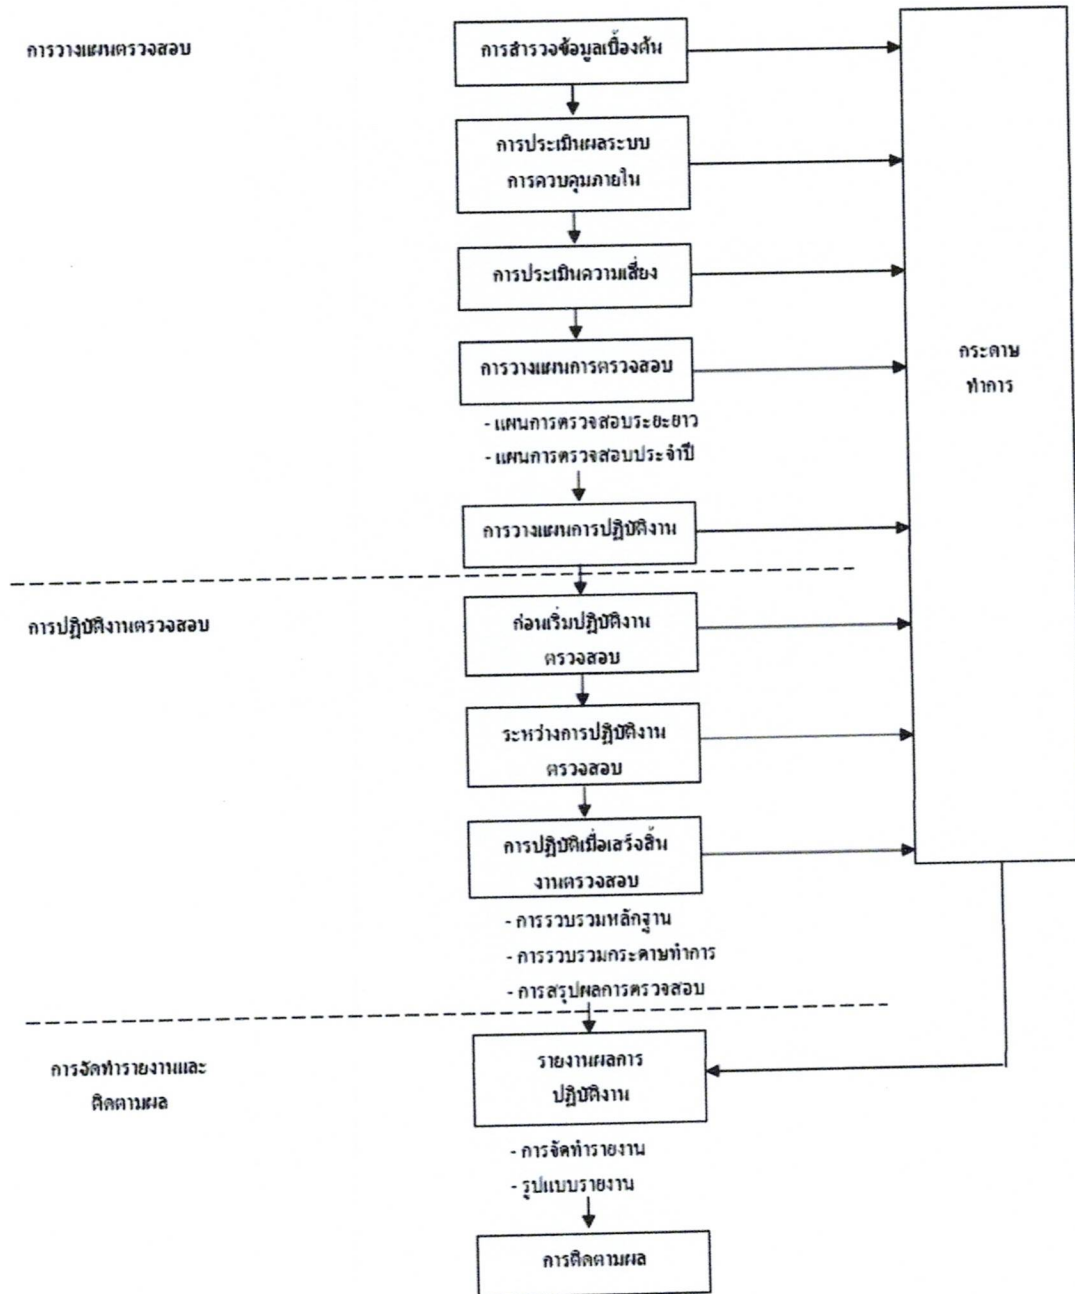 การวางแผนตรวจสอบ
การสำรวจข้อมูลเบื้องต้น
การประเมินผลระบบ
การควบคุมภายใน
การประเมินความเสี่ยง
การวางแผนการตรวจสอบ
- แผนการตรวจสอบระยะยาว
- แผนการตรวจสอบประจำปี
การวางแผนการปฏิบัติงาน
กระดาษ
ทำการ
การปฏิบัติงานตรวจสอบ
ก่อนเริ่มปฏิบัติงาน
ตรวจสอบ
ระหว่างการปฏิบัติงาน
ตรวจสอบ
การปฏิบัติเมื่อเสร็จสิ้น
งานตรวจสอบ
- การรวบรวมหลักฐาน
- การรวบรวมกระดาษทำการ
- การสรุปผลการตรวจสอบ
การจัดทำรายงานและ
ติดตามผล
รายงานผลการ
ปฏิบัติงาน
- การจัดทำรายงาน
- รูปแบบรายงาน
การติดตามผล